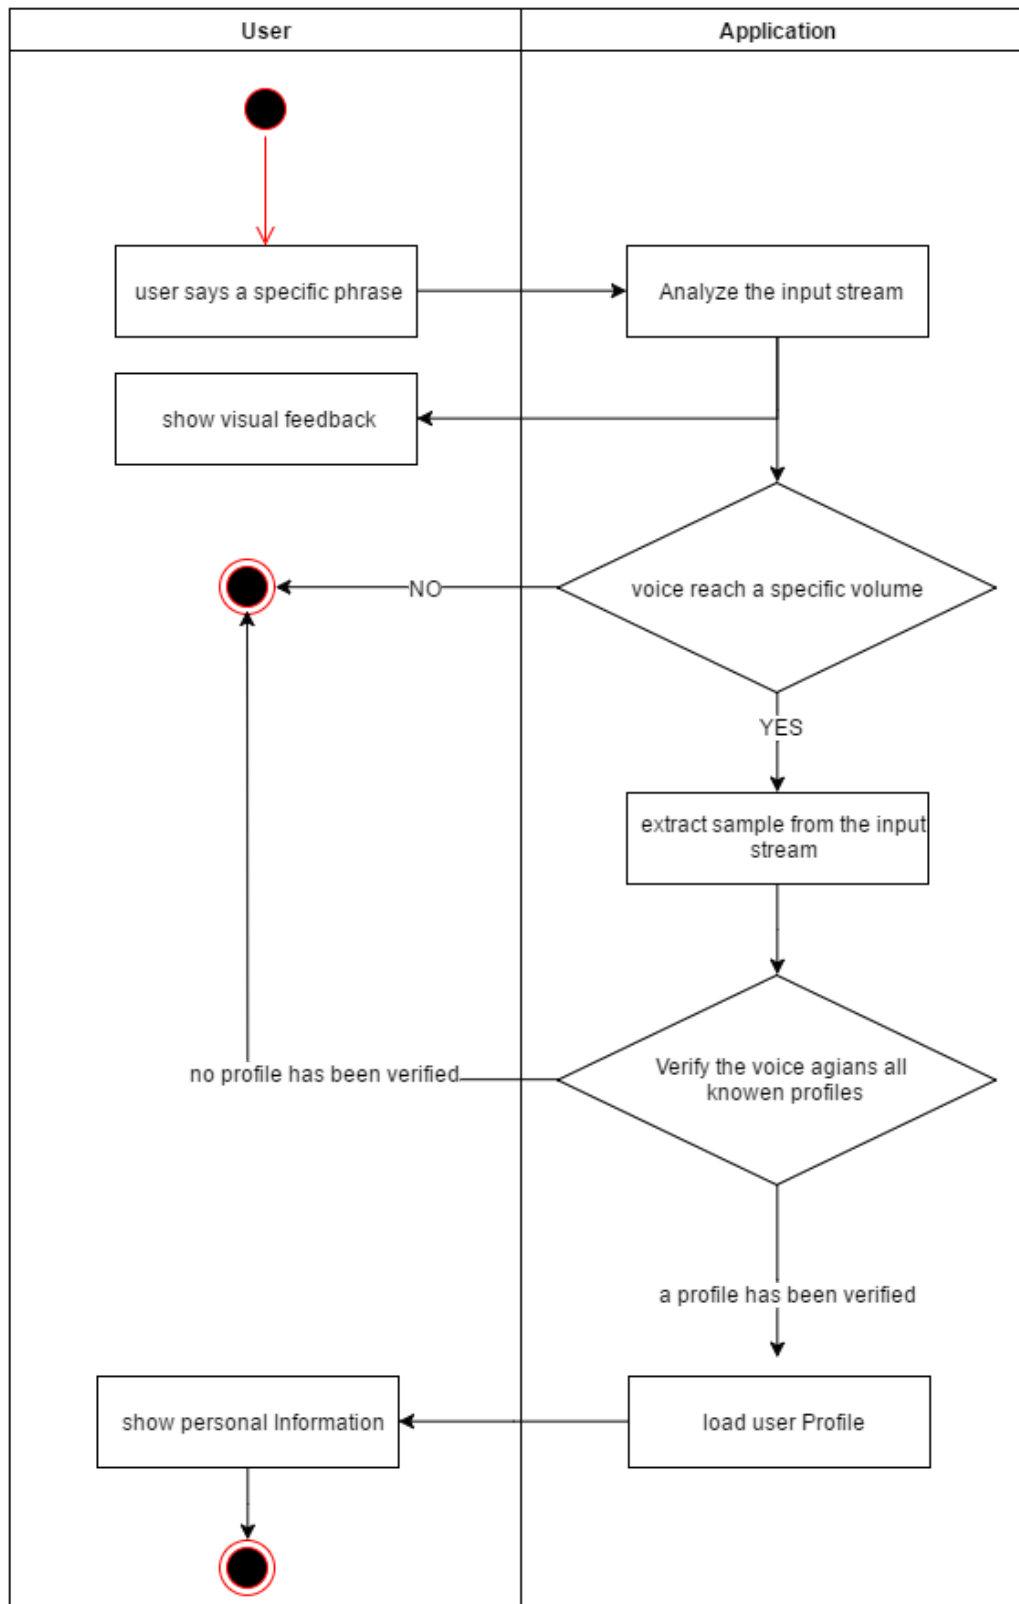 User
Application
user says a specific phrase
Analyze the input stream
show visual feedback
NO
voice reach a specific volume
YES
extract sample from the input
stream
no profile has been verified
Verify the voice agians all
knowen profiles
a profile has been verified
show personal Information
load user Profile